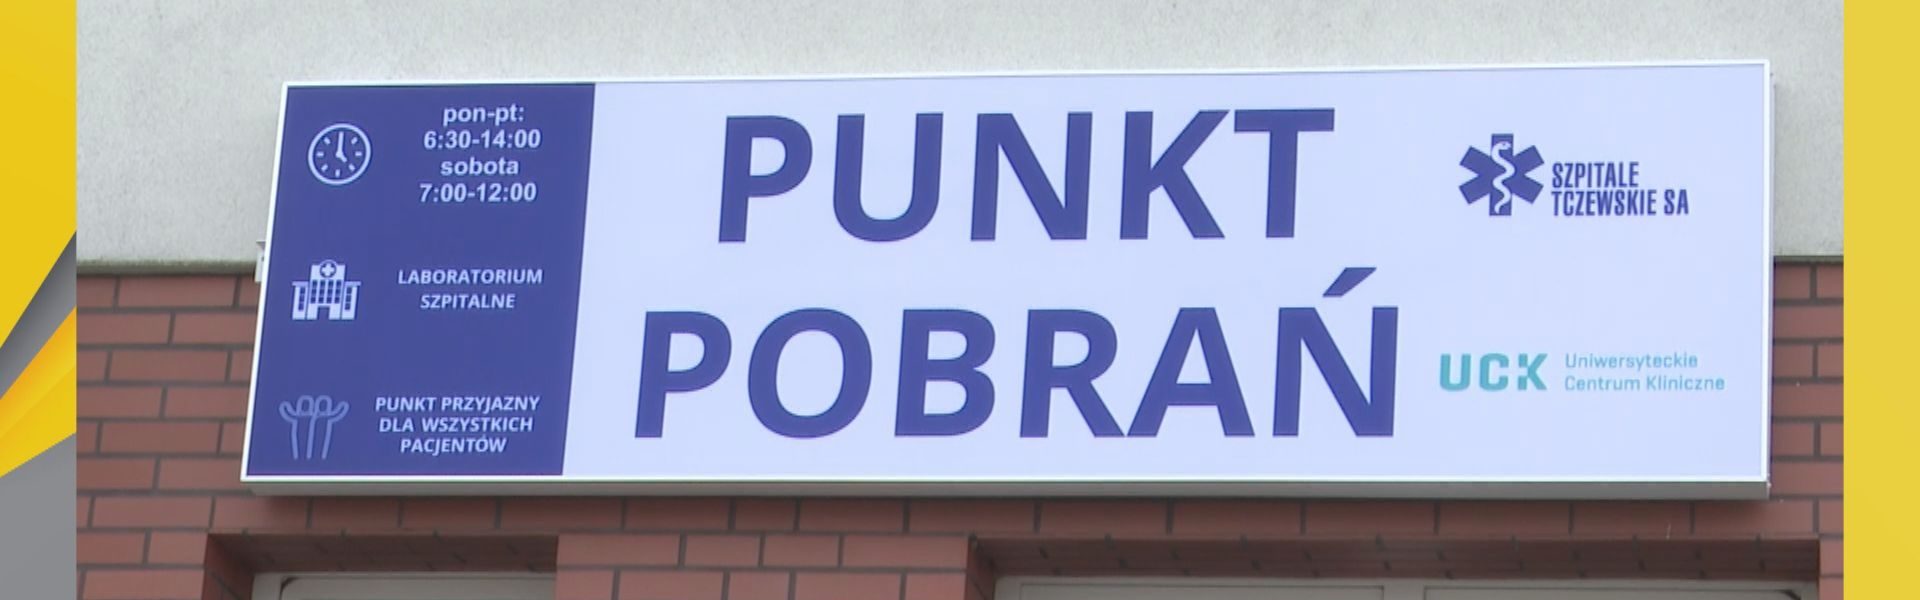 pon-pt:
6:30-14:00
sobota
7:00-12:00
LABORATORIUM
SZPITALNE
PUNKT PRZYJAZNY
DLA WSZYSTKICH
PACJENTÓW
PUNKT
POBRAŃ
SZPITALE
TCZEWSKIE SA
UCK
Uniwersyteckie
Centrum Kliniczne